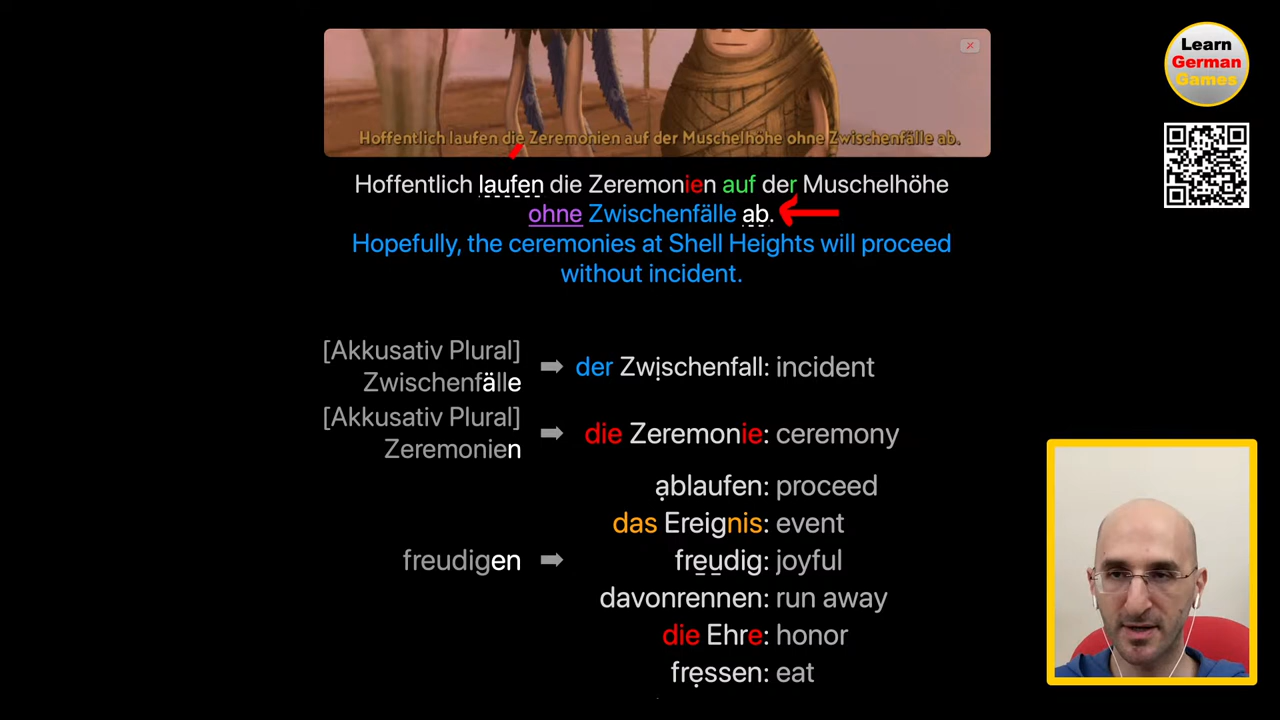 Learn
German
Games
Hoffentlich laufen die Zeremonien auf der Muschelhöhe ohne Zwischenfälle ab.
Hoffentlich laufen die Zeremonien auf der Muschelhöhe
ohne Zwischenfälle ab.
Hopefully, the ceremonies at Shell Heights will proceed
without incident.
[Akkusativ Plural]
Zwischenfälle ➡ der Zwischenfall: incident
[Akkusativ Plural]
Zeremonien ➡ die Zeremonie: ceremony
ablaufen: proceed
das Ereignis: event
freudigen ➡ freudig: joyful
davonrennen: run away
die Ehre: honor
fressen: eat